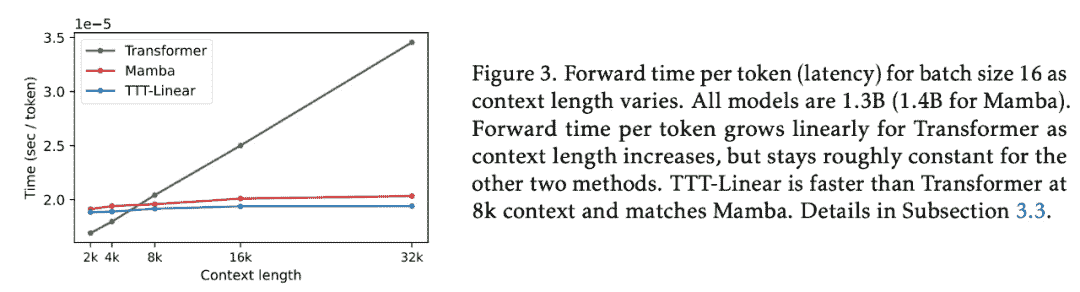 1e−5
3.5
3.0
2.5
2.0
Time (sec / token)
Transformer
Mamba
TTT-Linear
2k 4k 8k 16k 32k
Context length
Figure 3. Forward time per token (latency) for batch size 16 as
context length varies. All models are 1.3B (1.4B for Mamba).
Forward time per token grows linearly for Transformer as
context length increases, but stays roughly constant for the
other two methods. TTT-Linear is faster than Transformer at
8k context and matches Mamba. Details in Subsection 3.3.